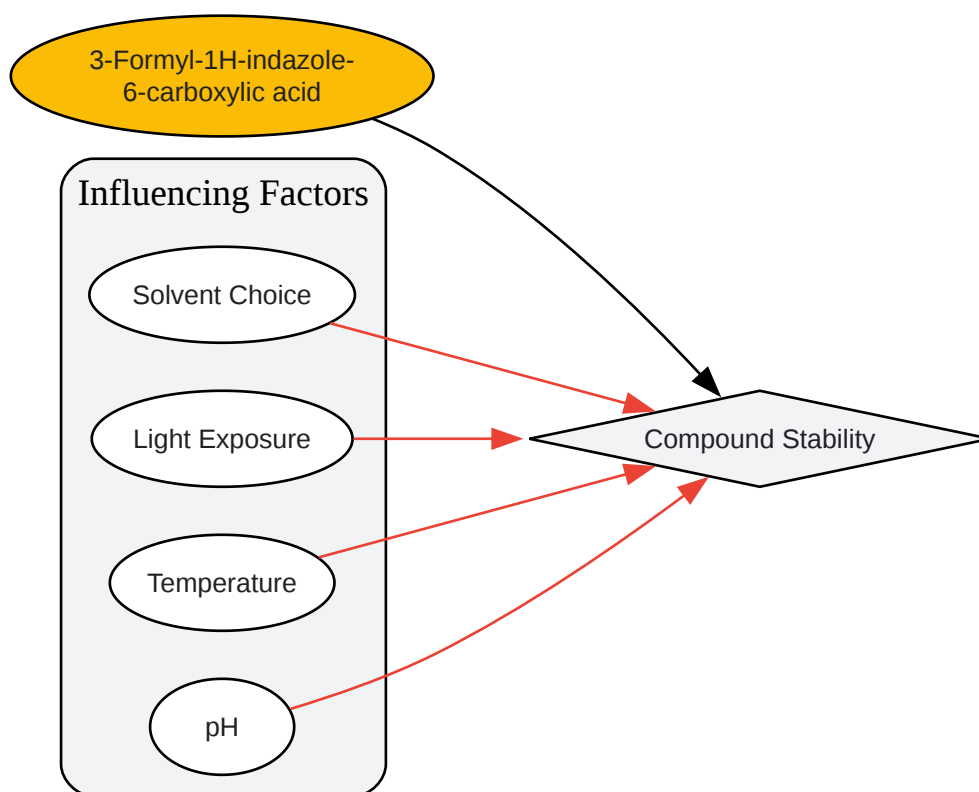 3-Formyl-1H-indazole-
6-carboxylic acid
Influencing Factors
Solvent Choice
Light Exposure
Compound Stability
Temperature
pH